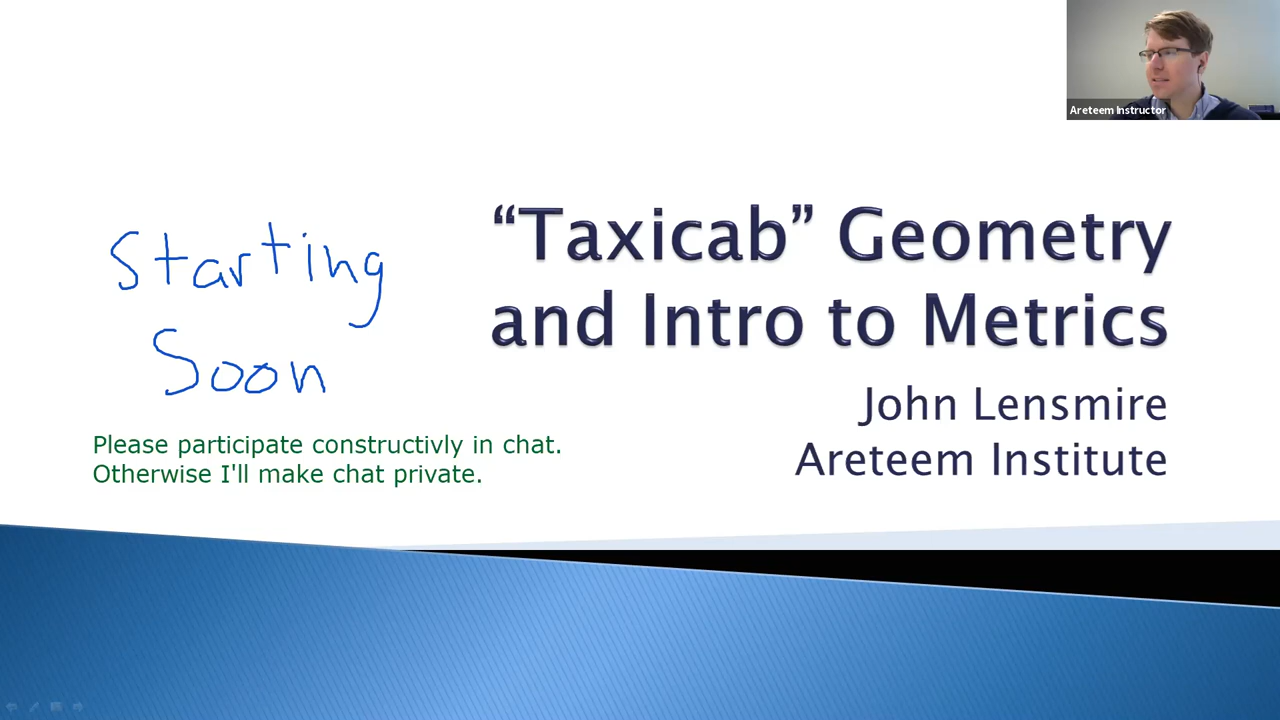 Areteem Instructor
“Taxicab” Geometry
and Intro to Metrics
Starting
Soon
John Lensmire
Areteem Institute
Please participate constructivly in chat.
Otherwise I'll make chat private.